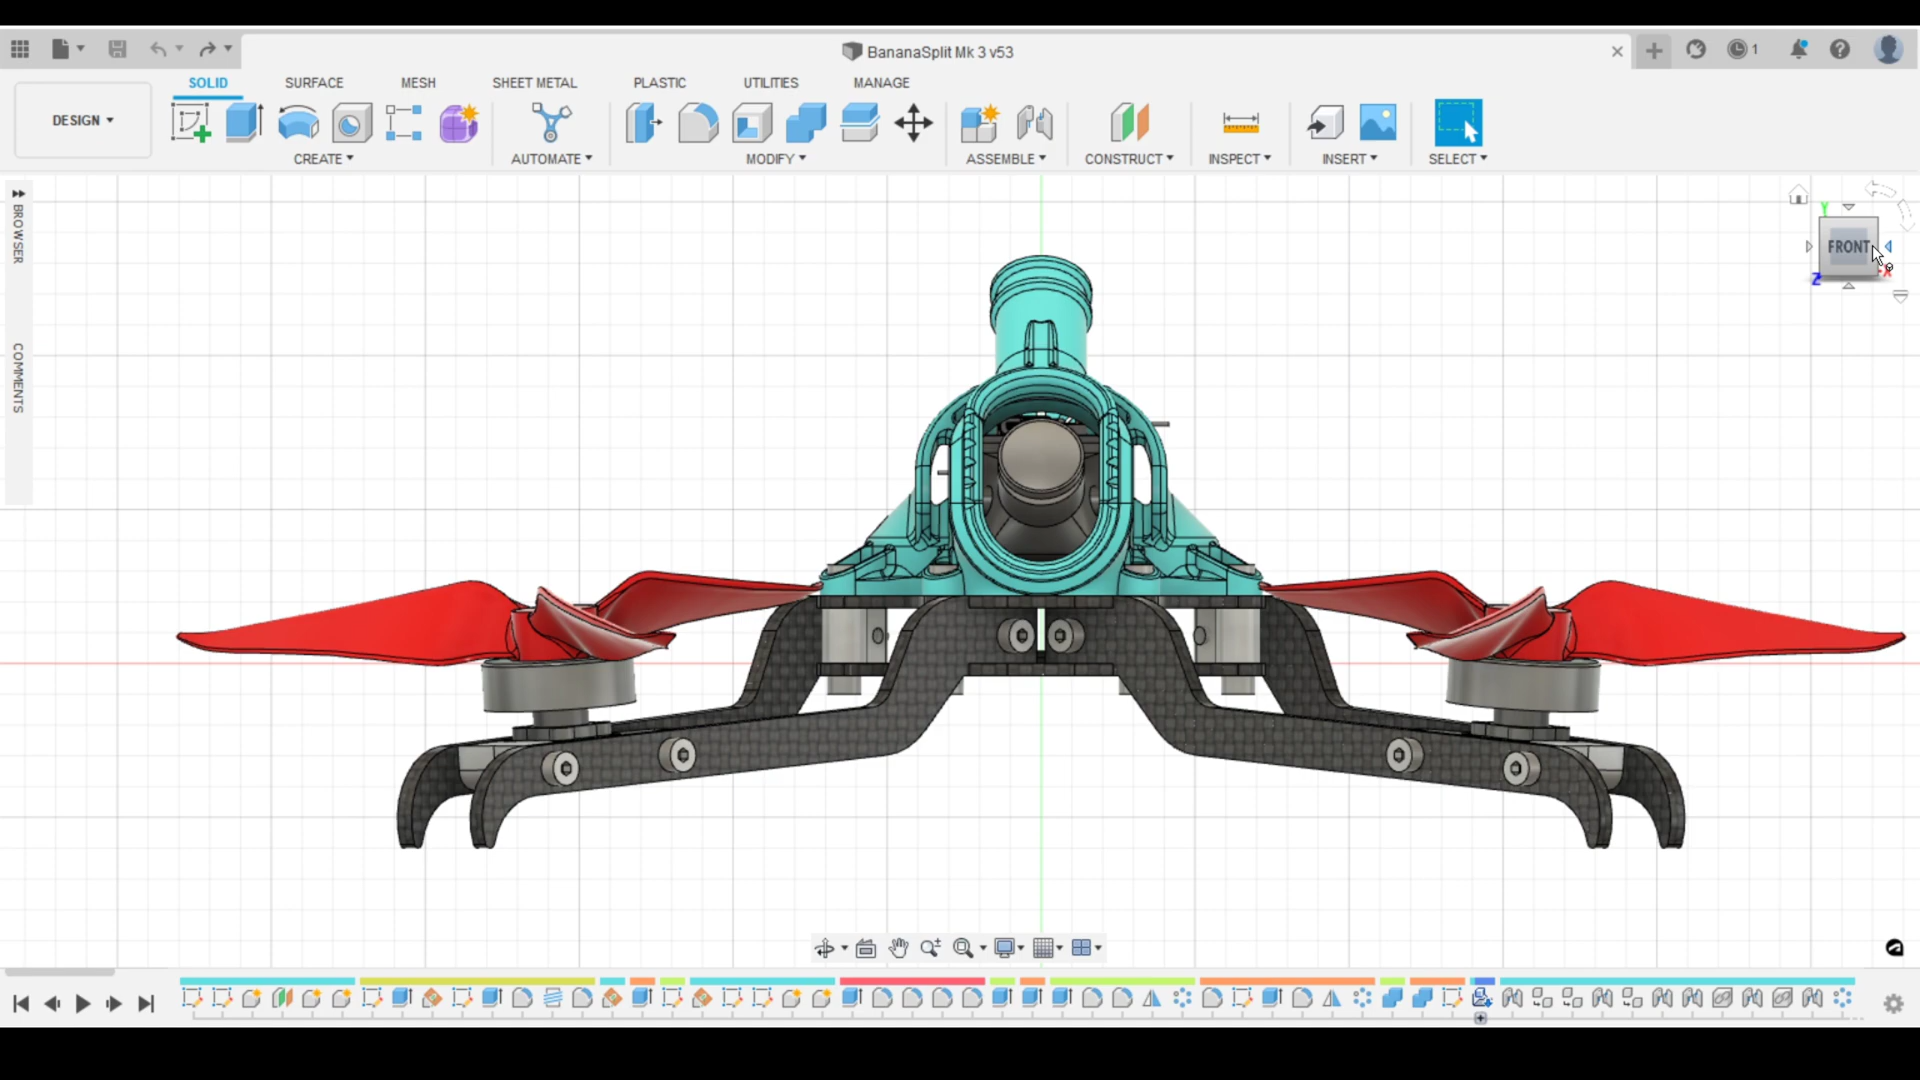 BananaSplit Mk 3 v53
1
SOLID SURFACE MESH SHEET METAL PLASTIC UTILITIES MANAGE
DESIGN
CREATE AUTOMATE MODIFY ASSEMBLE CONSTRUCT INSPECT INSERT SELECT
BROWSER
COMMENTS
Y
FRONT
Z X